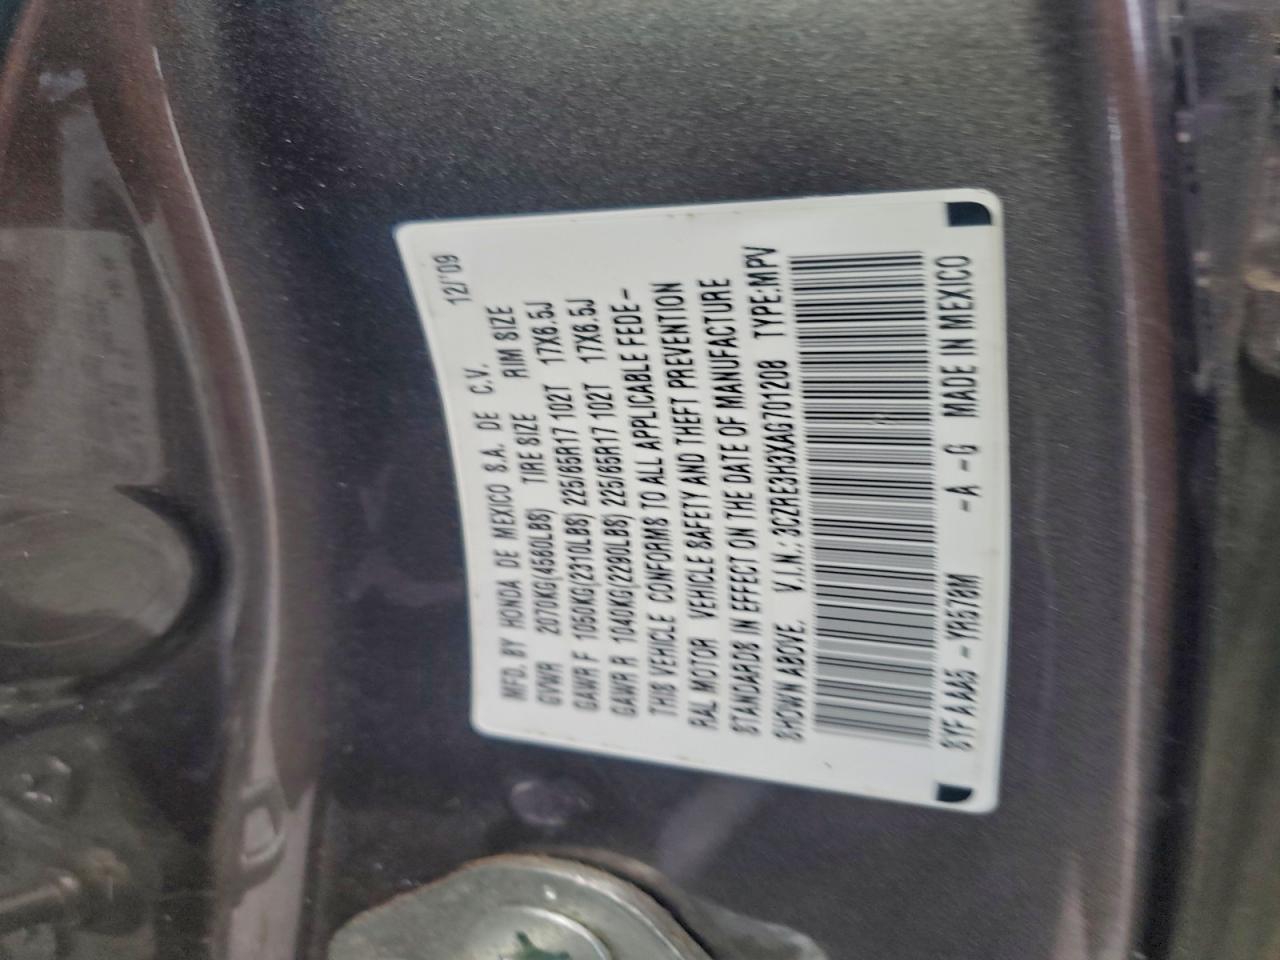 MFD. BY HONDA DE MEXICO S.A. DE C.V. 12/'09
GVWR 2070KG(4560LBS) TIRE SIZE RIM SIZE
GAWR F 1050KG(2310LBS) 225/65R17 102T 17X6.5J
GAWR R 1040KG(2290LBS) 225/65R17 102T 17X6.5J
THIS VEHICLE CONFORMS TO ALL APPLICABLE FEDE-
RAL MOTOR VEHICLE SAFETY AND THEFT PREVENTION
STANDARDS IN EFFECT ON THE DATE OF MANUFACTURE
SHOWN ABOVE. V.I.N.:3CZRE3H3XAG701208 TYPE:MPV
SYFAAA5 -YR578M -A -G MADE IN MEXICO